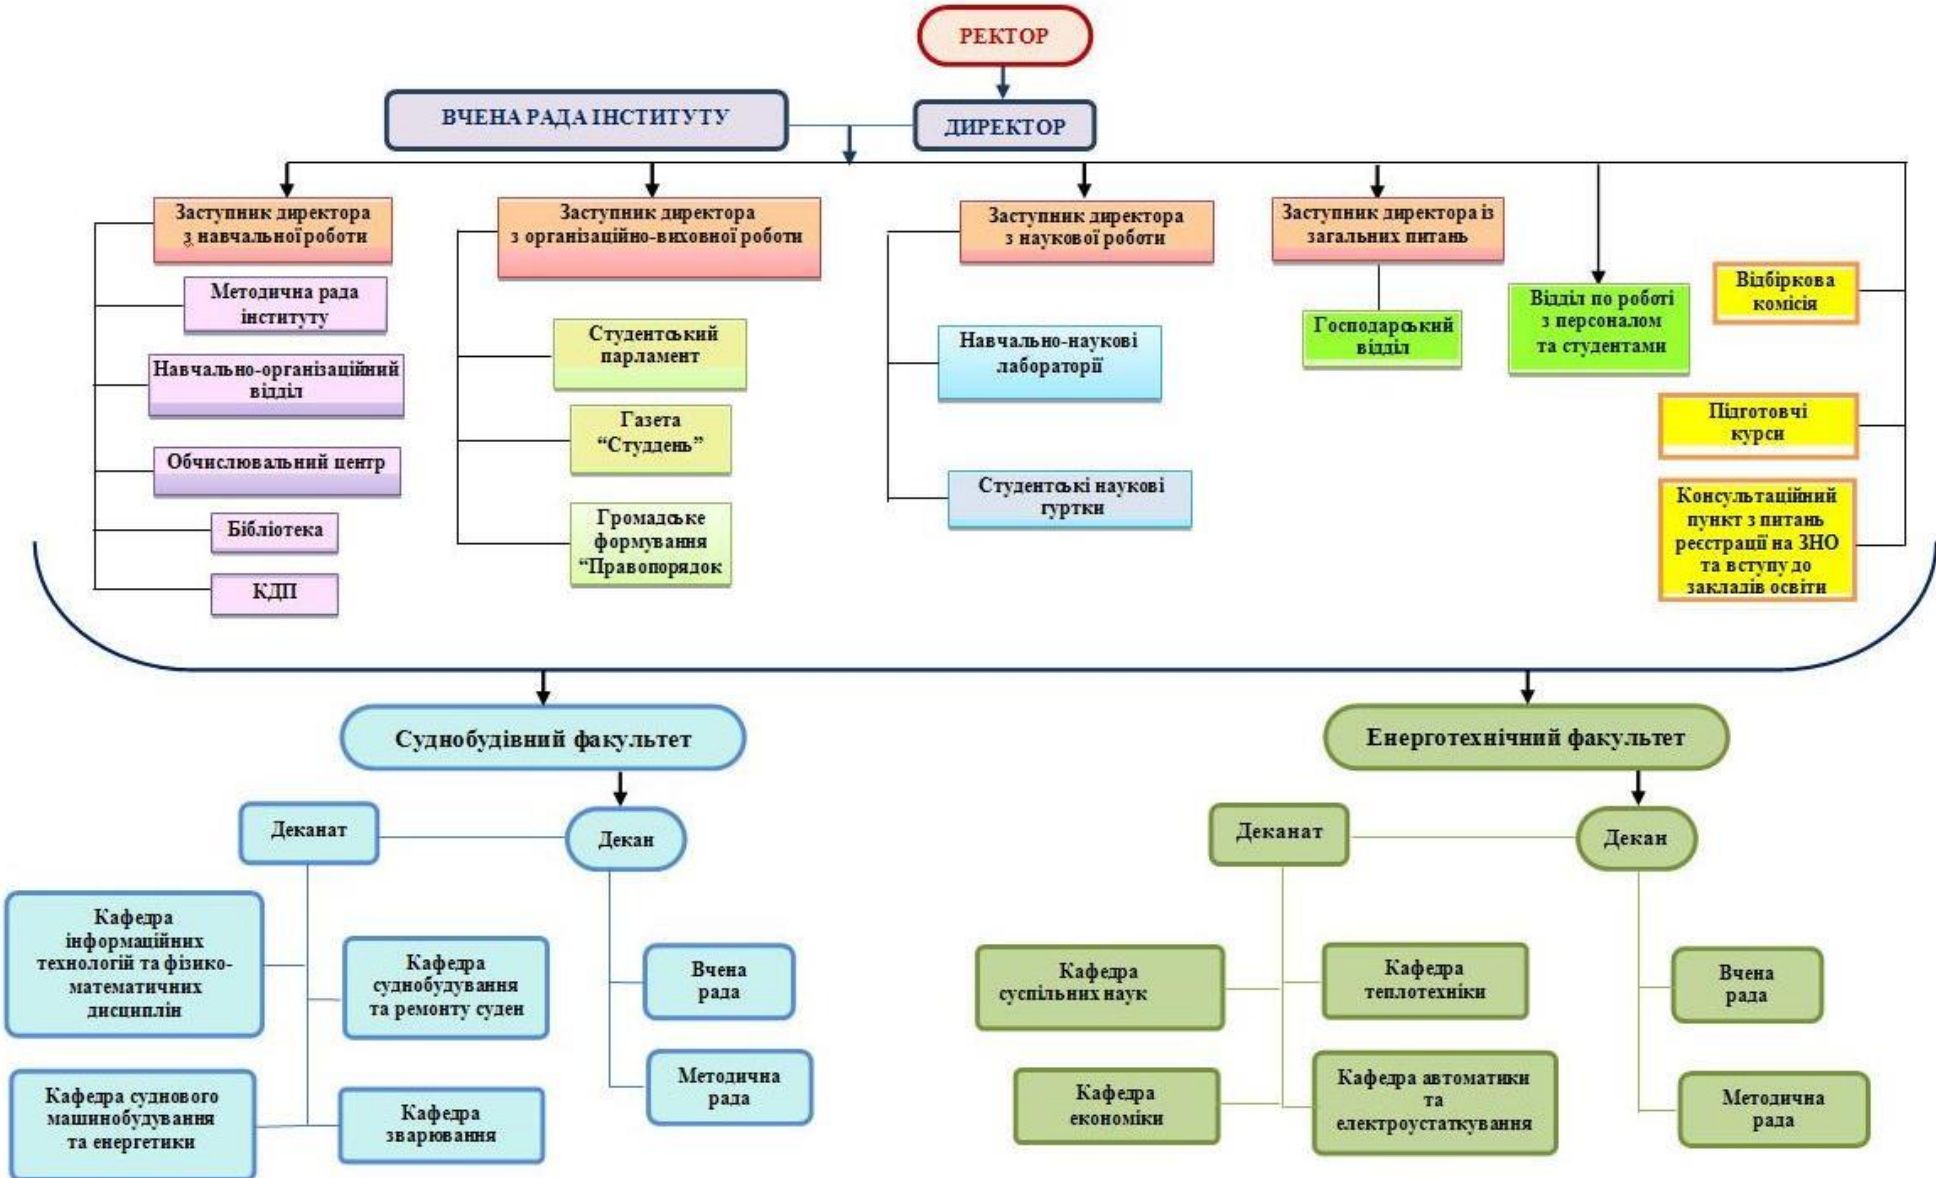 РЕКТОР
ВЧЕНА РАДА ІНСТИТУТУ
ДИРЕКТОР
Заступник директора
з навчальної роботи
Заступник директора
з організаційно-виховної роботи
Заступник директора
з наукової роботи
Заступник директора із
загальних питань
Методична рада
інституту
Навчально-організаційний
відділ
Обчислювальний центр
Бібліотека
КДП
Студентський
парламент
Газета
“Студдень”
Громадське
формування
“Правопорядок
Навчально-наукові
лабораторії
Студентські наукові
гуртки
Господарський
відділ
Відділ по роботі
з персоналом
та студентами
Відбіркова
комісія
Підготовчі
курси
Консультаційний
пункт з питань
реєстрації на ЗНО
та вступу до
закладів освіти
Суднобудівний факультет
Деканат
Декан
Кафедра
інформаційних
технологій та фізико-
математичних
дисциплін
Кафедра
суднобудування
та ремонту суден
Вчена
рада
Кафедра суднового
машинобудування
та енергетики
Кафедра
зварювання
Методична
рада
Енерготехнічний факультет
Деканат
Декан
Кафедра
суспільних наук
Кафедра
теплотехніки
Вчена
рада
Кафедра
економіки
Кафедра автоматики
та
електроустаткування
Методична
рада